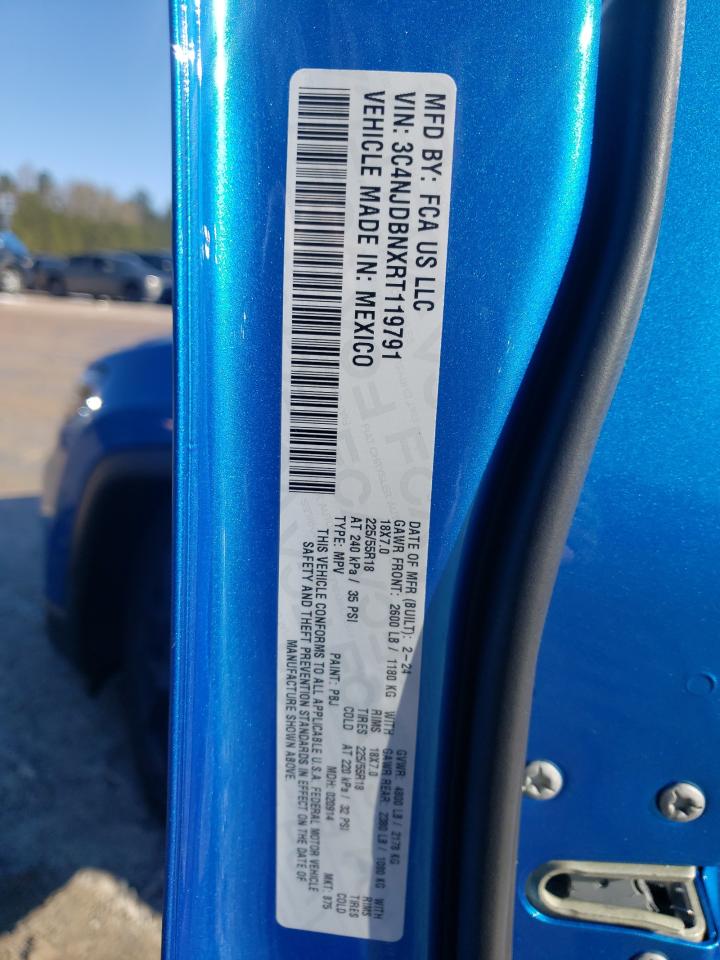 MFD BY: FCA US LLC
VIN: 3C4NJDBNXRT119791
VEHICLE MADE IN: MEXICO
DATE OF MFR (BUILT): 2-24 GVWR: 4800 LB / 2178 KG
GAWR FRONT: 2600 LB / 1180 KG WITH GAWR REAR: 2380 LB / 1080 KG WITH
18X7.0 RIMS 18X7.0 RIMS
225/55R18 TIRES 225/55R18 TIRES
AT 240 kPa / 35 PSI COLD AT 220 kPa / 32 PSI COLD
TYPE: MPV PAINT: PBJ MDH: 020914 MKT: 875
THIS VEHICLE CONFORMS TO ALL APPLICABLE U.S.A. FEDERAL MOTOR VEHICLE
SAFETY AND THEFT PREVENTION STANDARDS IN EFFECT ON THE DATE OF
MANUFACTURE SHOWN ABOVE.